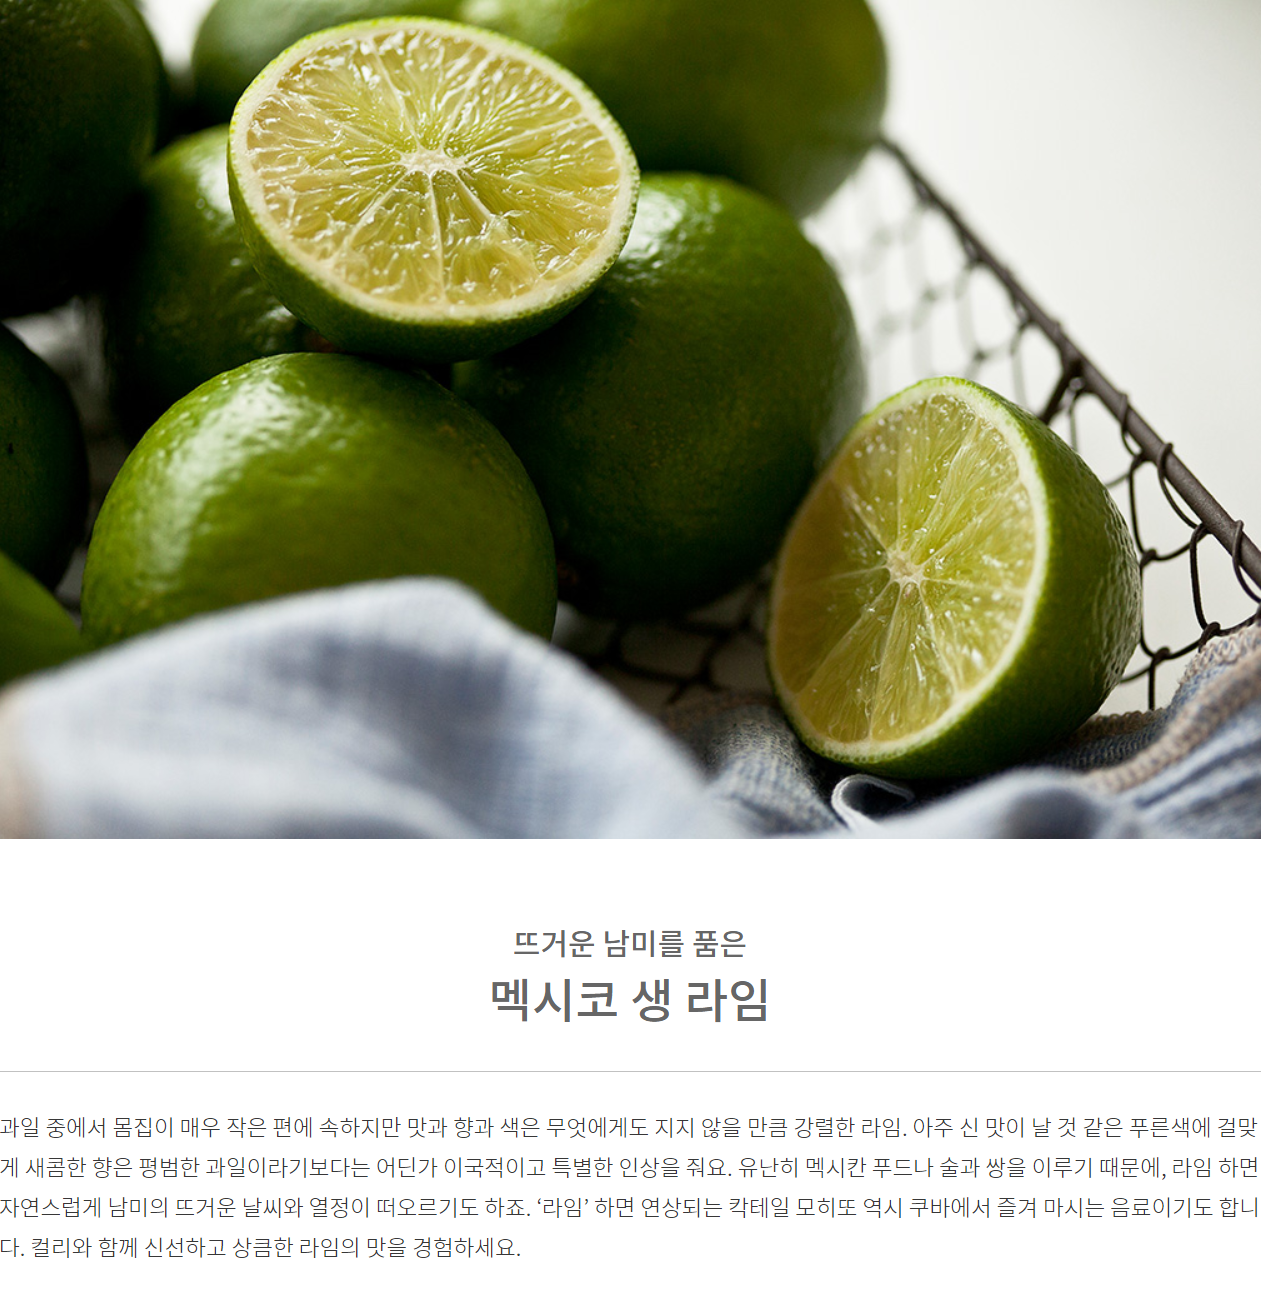 뜨거운 남미를 품은
멕시코 생 라임
과일 중에서 몸집이 매우 작은 편에 속하지만 맛과 향과 색은 무엇에게도 지지 않을 만큼 강렬한 라임. 아주 신 맛이 날 것 같은 푸른색에 걸맞
게 새콤한 향은 평범한 과일이라기보다는 어딘가 이국적이고 특별한 인상을 줘요. 유난히 멕시칸 푸드나 술과 쌍을 이루기 때문에, 라임 하면
자연스럽게 남미의 뜨거운 날씨와 열정이 떠오르기도 하죠. ‘라임’ 하면 연상되는 칵테일 모히또 역시 쿠바에서 즐겨 마시는 음료이기도 합니
다. 컬리와 함께 신선하고 상큼한 라임의 맛을 경험하세요.